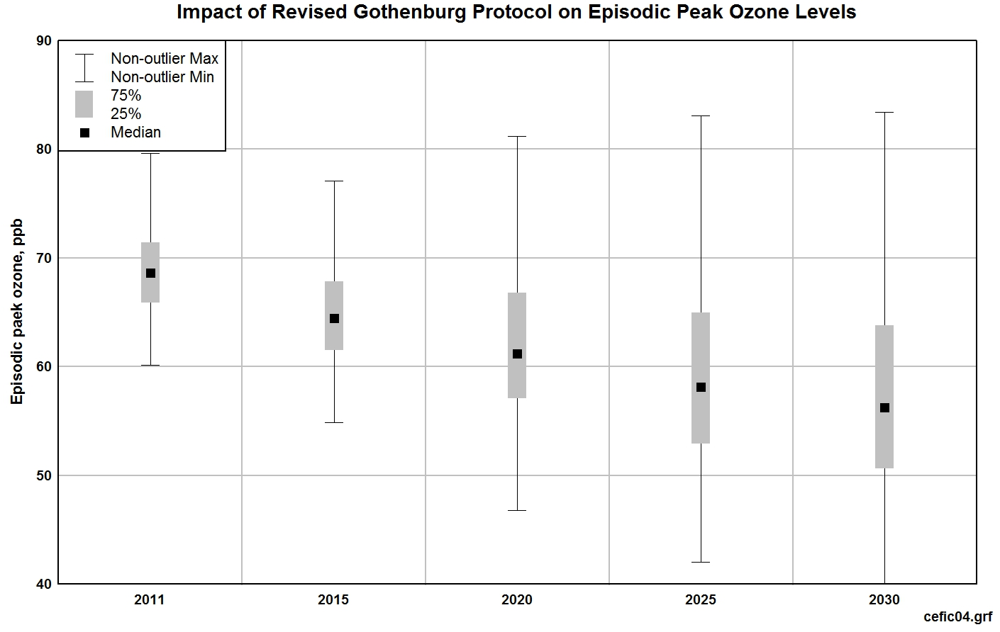 Impact of Revised Gothenburg Protocol on Episodic Peak Ozone Levels
90
Non-outlier Max
Non-outlier Min
75%
25%
Median
80
70
60
50
40
Episodic paek ozone, ppb
2011 2015 2020 2025 2030
cefic04.grf